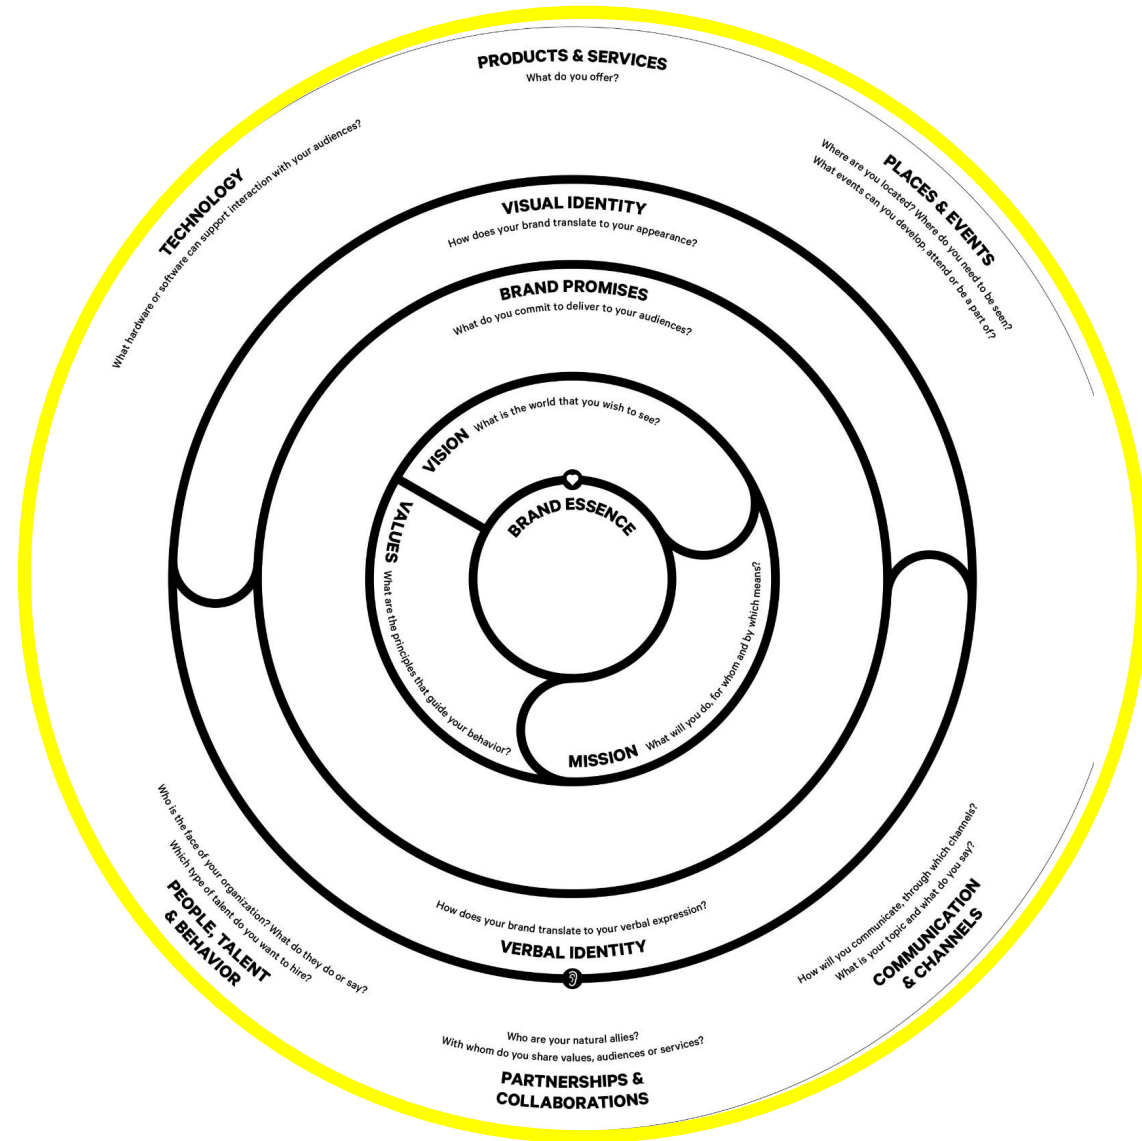 PRODUCTS & SERVICES
What do you offer?
PLACES & EVENTS
Where are you located? Where do you need to be seen?
What events can you develop, attend or be a part of?
TECHNOLOGY
What hardware or software can support interaction with your audiences?
VISUAL IDENTITY
How does your brand translate to your appearance?
BRAND PROMISES
What do you commit to deliver to your audiences?
VISION What is the world that you wish to see?
BRAND ESSENCE
VALUES What are the principles that guide your behavior?
MISSION What will you do, for whom and by which means?
How does your brand translate to your verbal expression?
VERBAL IDENTITY
Who is the face of your organization? What do they do or say?
Which type of talent do you want to hire?
PEOPLE, TALENT
& BEHAVIOR
How will you communicate, through which channels?
What is your topic and what do you say?
COMMUNICATION
& CHANNELS
Who are your natural allies?
With whom do you share values, audiences or services?
PARTNERSHIPS &
COLLABORATIONS